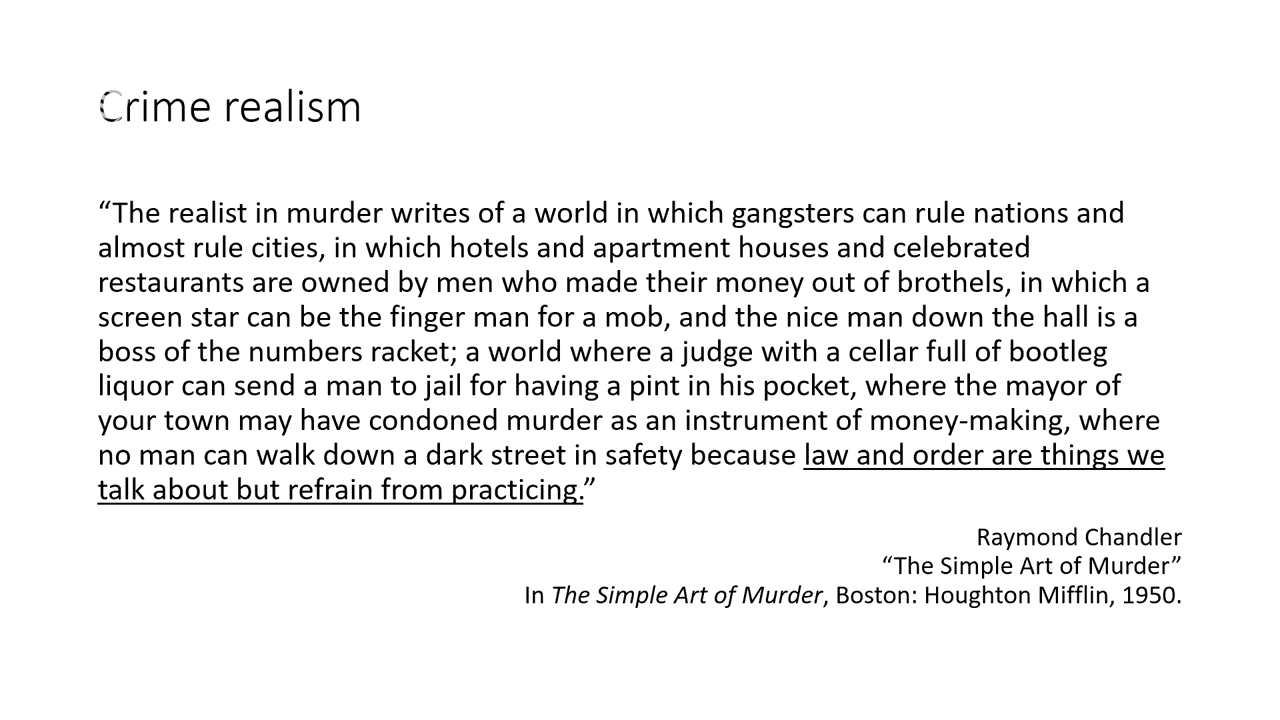 Crime realism
“The realist in murder writes of a world in which gangsters can rule nations and
almost rule cities, in which hotels and apartment houses and celebrated
restaurants are owned by men who made their money out of brothels, in which a
screen star can be the finger man for a mob, and the nice man down the hall is a
boss of the numbers racket; a world where a judge with a cellar full of bootleg
liquor can send a man to jail for having a pint in his pocket, where the mayor of
your town may have condoned murder as an instrument of money-making, where
no man can walk down a dark street in safety because law and order are things we
talk about but refrain from practicing.”
Raymond Chandler
“The Simple Art of Murder”
In The Simple Art of Murder, Boston: Houghton Mifflin, 1950.